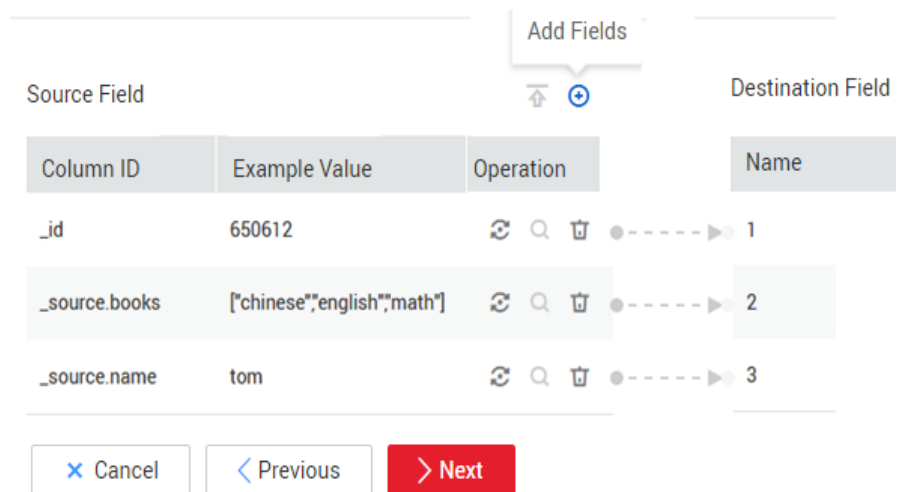 Add Fields
Source Field
Destination Field
Column ID Example Value Operation Name
_id 650612 1
_source.books ["chinese","english","math"] 2
_source.name tom 3
Cancel Previous Next